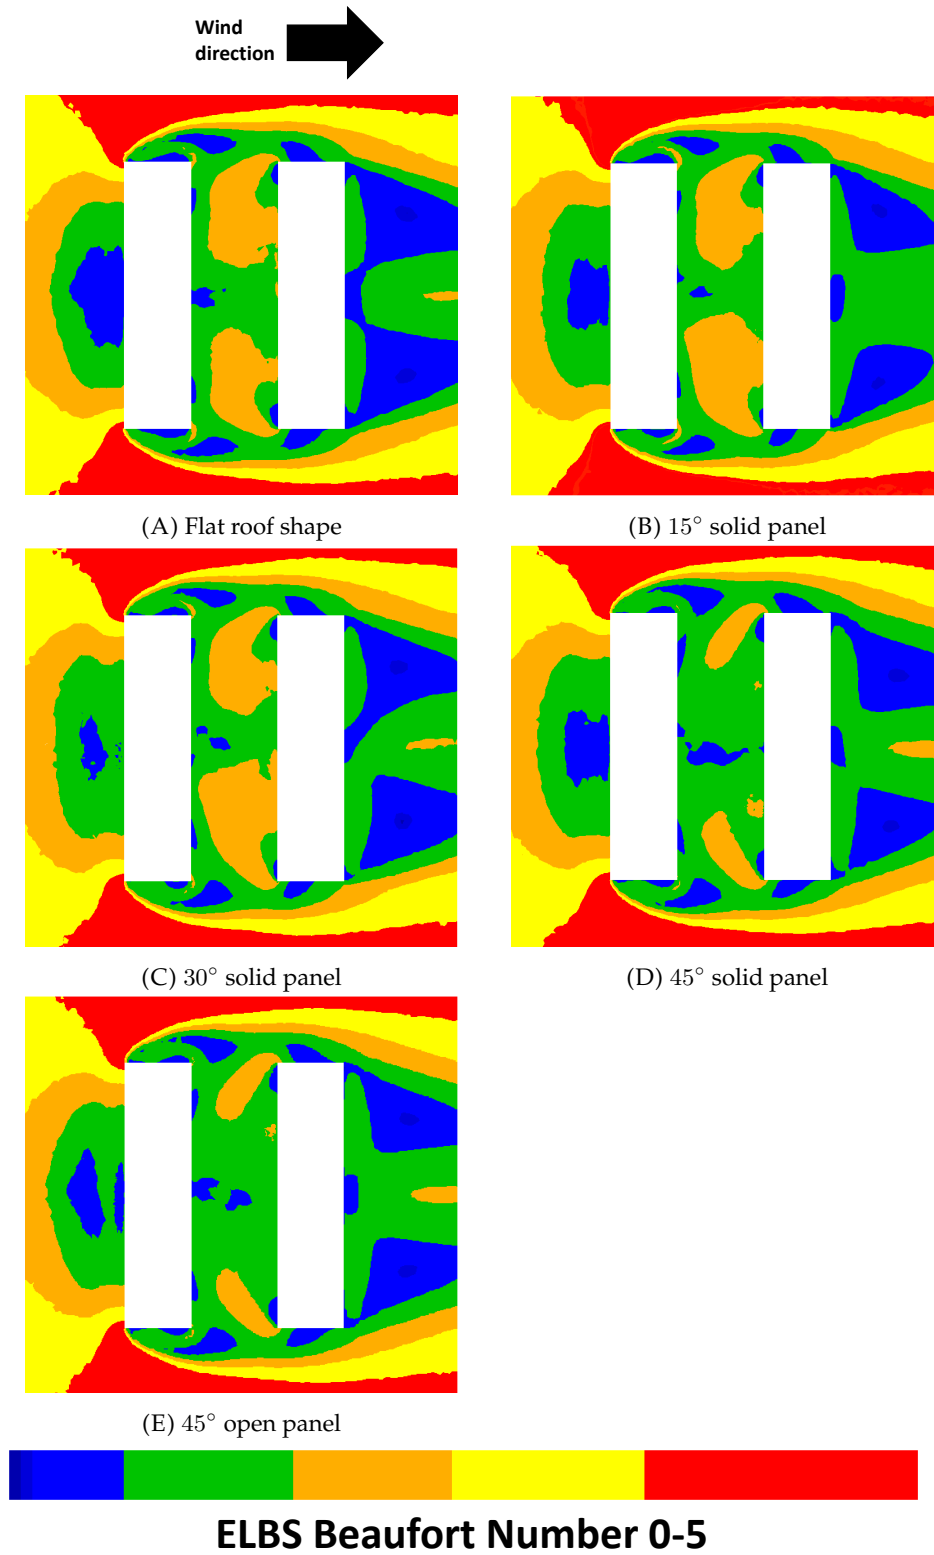 Wind
direction
(A) Flat roof shape
(B) 15° solid panel
(C) 30° solid panel
(D) 45° solid panel
(E) 45° open panel
ELBS Beaufort Number 0-5